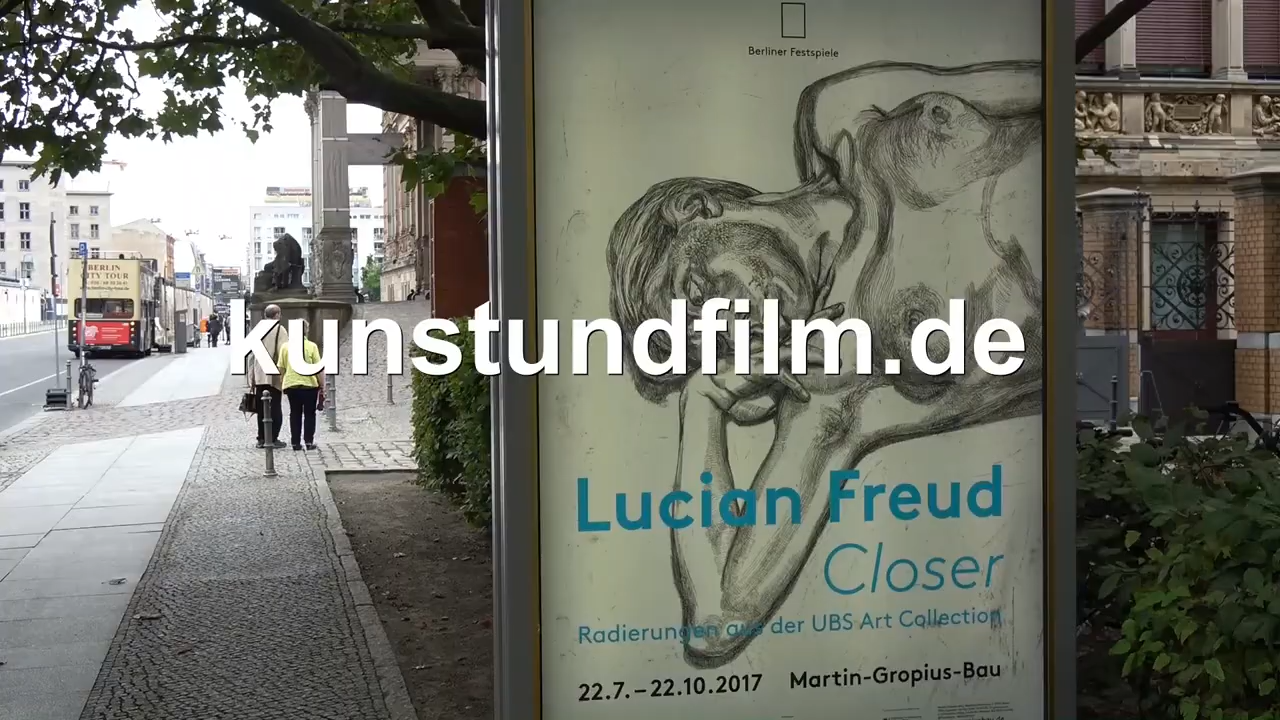 Berliner Festspiele
BERLIN
CITY TOUR
kunstundfilm.de
Lucian Freud
Closer
Radierungen aus der UBS Art Collection
22.7.–22.10.2017 Martin-Gropius-Bau